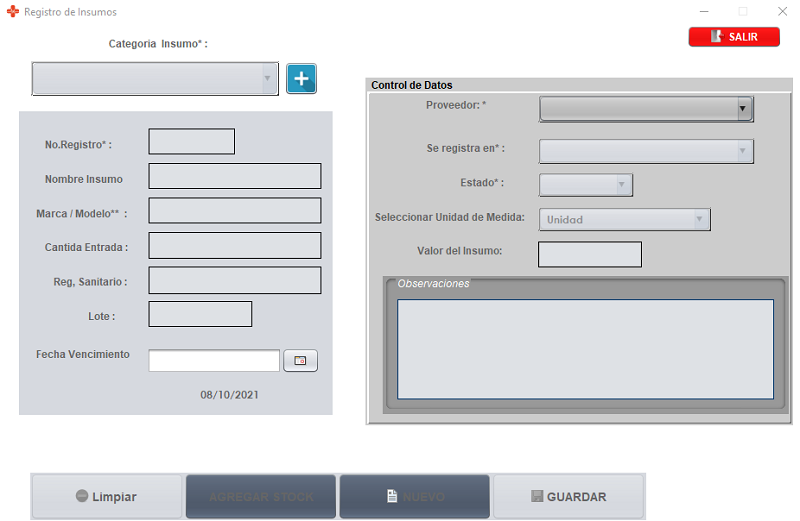 Registro de Insumos
SALIR
Categoria Insumo* :
No.Registro* :
Nombre Insumo
Marca / Modelo** :
Cantida Entrada :
Reg, Sanitario :
Lote :
Fecha Vencimiento
08/10/2021
Control de Datos
Proveedor: *
Se registra en* :
Estado* :
Seleccionar Unidad de Medida:
Unidad
Valor del Insumo:
Observaciones
Limpiar
AGREGAR STOCK
NUEVO
GUARDAR